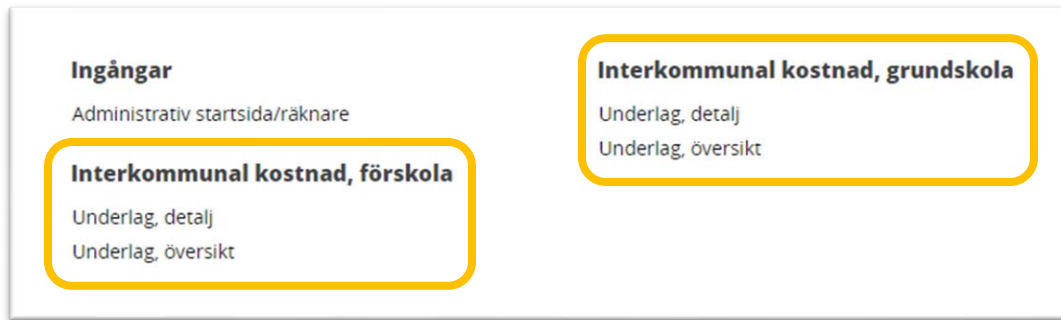 Ingångar
Administrativ startsida/räknare
Interkommunal kostnad, förskola
Underlag, detalj
Underlag, översikt
Interkommunal kostnad, grundskola
Underlag, detalj
Underlag, översikt